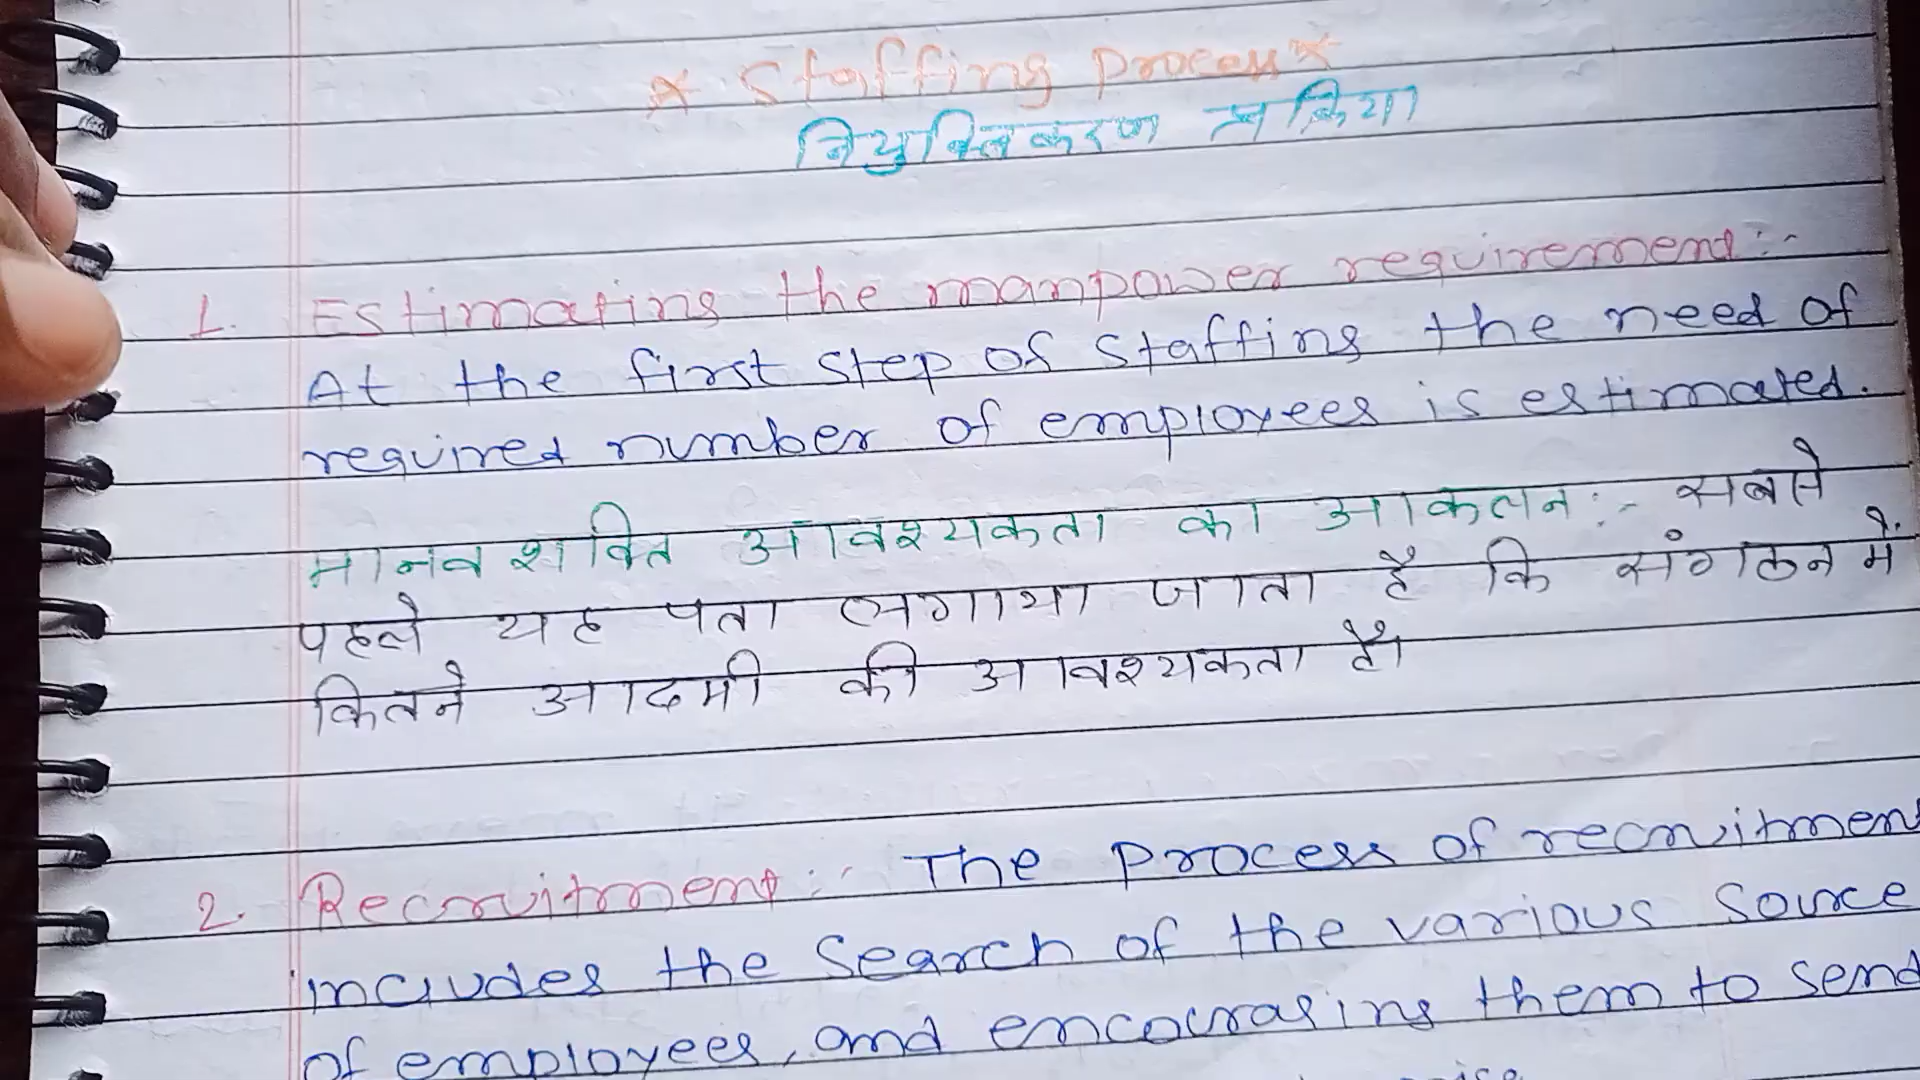 * Staffing Process *
नियुक्तिकरण प्रक्रिया
1. Estimating the manpower requirement :-
At the first step of staffing the need of
required number of employees is estimated.
मानव शक्ति आवश्यकता का आकलन :- सबसे
पहले यह पता लगाया जाता है कि संगठन में
कितने आदमी की आवश्यकता है।
2. Recruitment :- The process of recruitment
includes the search of the various source
of employees, and encouraging them to send